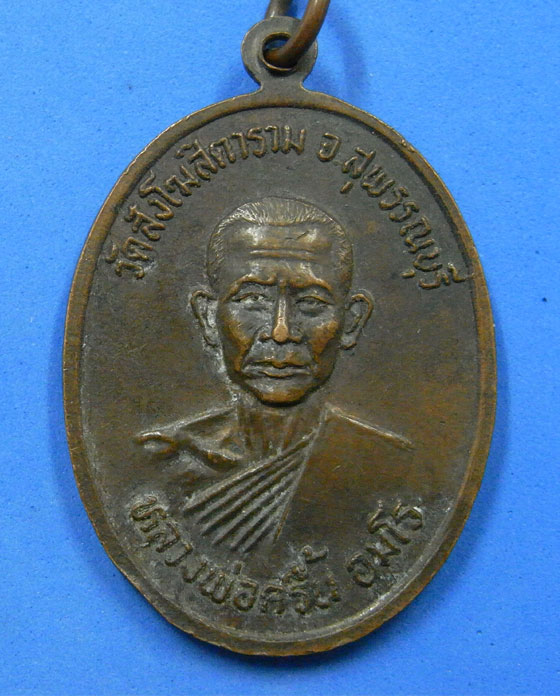 วัดสังโฆสิตาราม จ.สุพรรณบุรี
หลวงพ่อครื้น อมโร